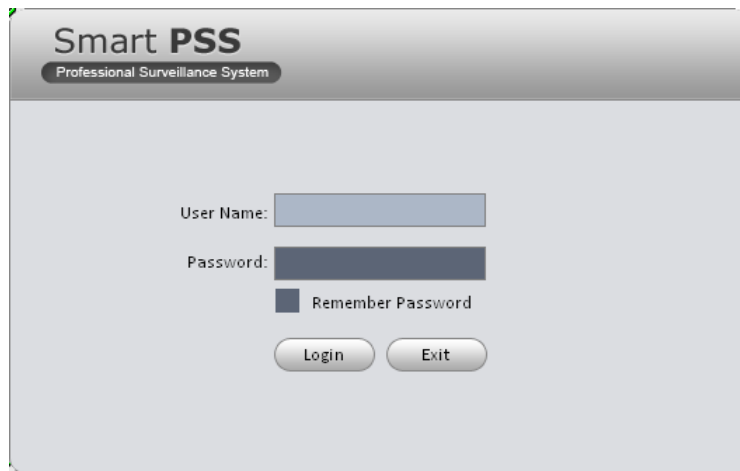 Smart PSS
Professional Surveillance System
User Name:
Password:
Remember Password
Login Exit